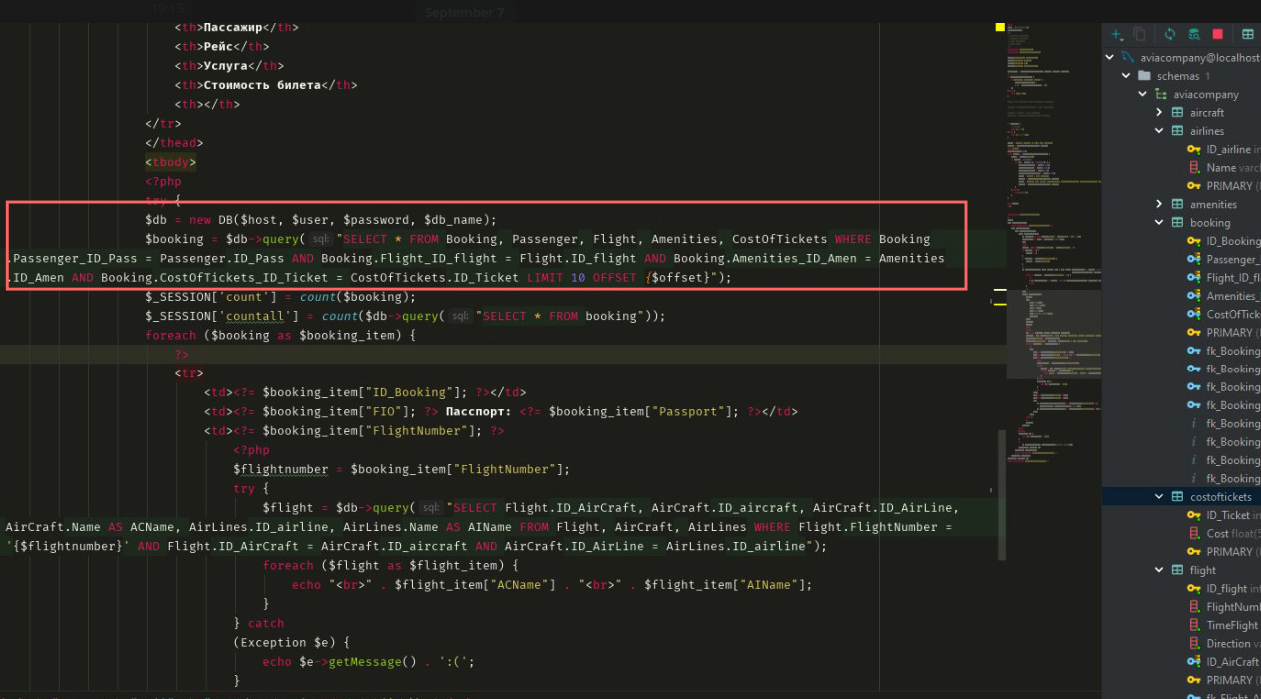 19:13
September 7
<th>Пассажир</th>
<th>Рейс</th>
<th>Услуга</th>
<th>Стоимость билета</th>
<th></th>
</tr>
</thead>
<tbody>
<?php
try {
$db = new DB($host, $user, $password, $db_name);
$booking = $db->query( sql: "SELECT * FROM Booking, Passenger, Flight, Amenities, CostOfTickets WHERE Booking
.Passenger_ID_Pass = Passenger.ID_Pass AND Booking.Flight_ID_flight = Flight.ID_flight AND Booking.Amenities_ID_Amen = Amenities
.ID_Amen AND Booking.CostOfTickets_ID_Ticket = CostOfTickets.ID_Ticket LIMIT 10 OFFSET {$offset}");
$_SESSION['count'] = count($booking);
$_SESSION['countall'] = count($db->query( sql: "SELECT * FROM booking"));
foreach ($booking as $booking_item) {
?>
<tr>
<td><?= $booking_item["ID_Booking"]; ?></td>
<td><?= $booking_item["FIO"]; ?> Пасспорт: <?= $booking_item["Passport"]; ?></td>
<td><?= $booking_item["FlightNumber"]; ?>
<?php
$flightnumber = $booking_item["FlightNumber"];
try {
$flight = $db->query( sql: "SELECT Flight.ID_AirCraft, AirCraft.ID_aircraft, AirCraft.ID_AirLine,
AirCraft.Name AS ACName, AirLines.ID_airline, AirLines.Name AS AIName FROM Flight, AirCraft, AirLines WHERE Flight.FlightNumber =
'{$flightnumber}' AND Flight.ID_AirCraft = AirCraft.ID_aircraft AND AirCraft.ID_AirLine = AirLines.ID_airline");
foreach ($flight as $flight_item) {
echo "<br>" . $flight_item["ACName"] . "<br>" . $flight_item["AIName"];
}
} catch
(Exception $e) {
echo $e->getMessage() . ':(';
}
aviacompany@localhost
schemas 1
aviacompany
aircraft
airlines
ID_airline in
Name varc
PRIMARY (
amenities
booking
ID_Booking
Passenger_
Flight_ID_fl
Amenities_
CostOfTick
PRIMARY (
fk_Booking
fk_Booking
fk_Booking
fk_Booking
fk_Booking
fk_Booking
fk_Booking
costoftickets
ID_Ticket in
Cost float(5
PRIMARY (
flight
ID_flight int
FlightNuml
TimeFlight
Direction v
ID_AirCraft
PRIMARY (